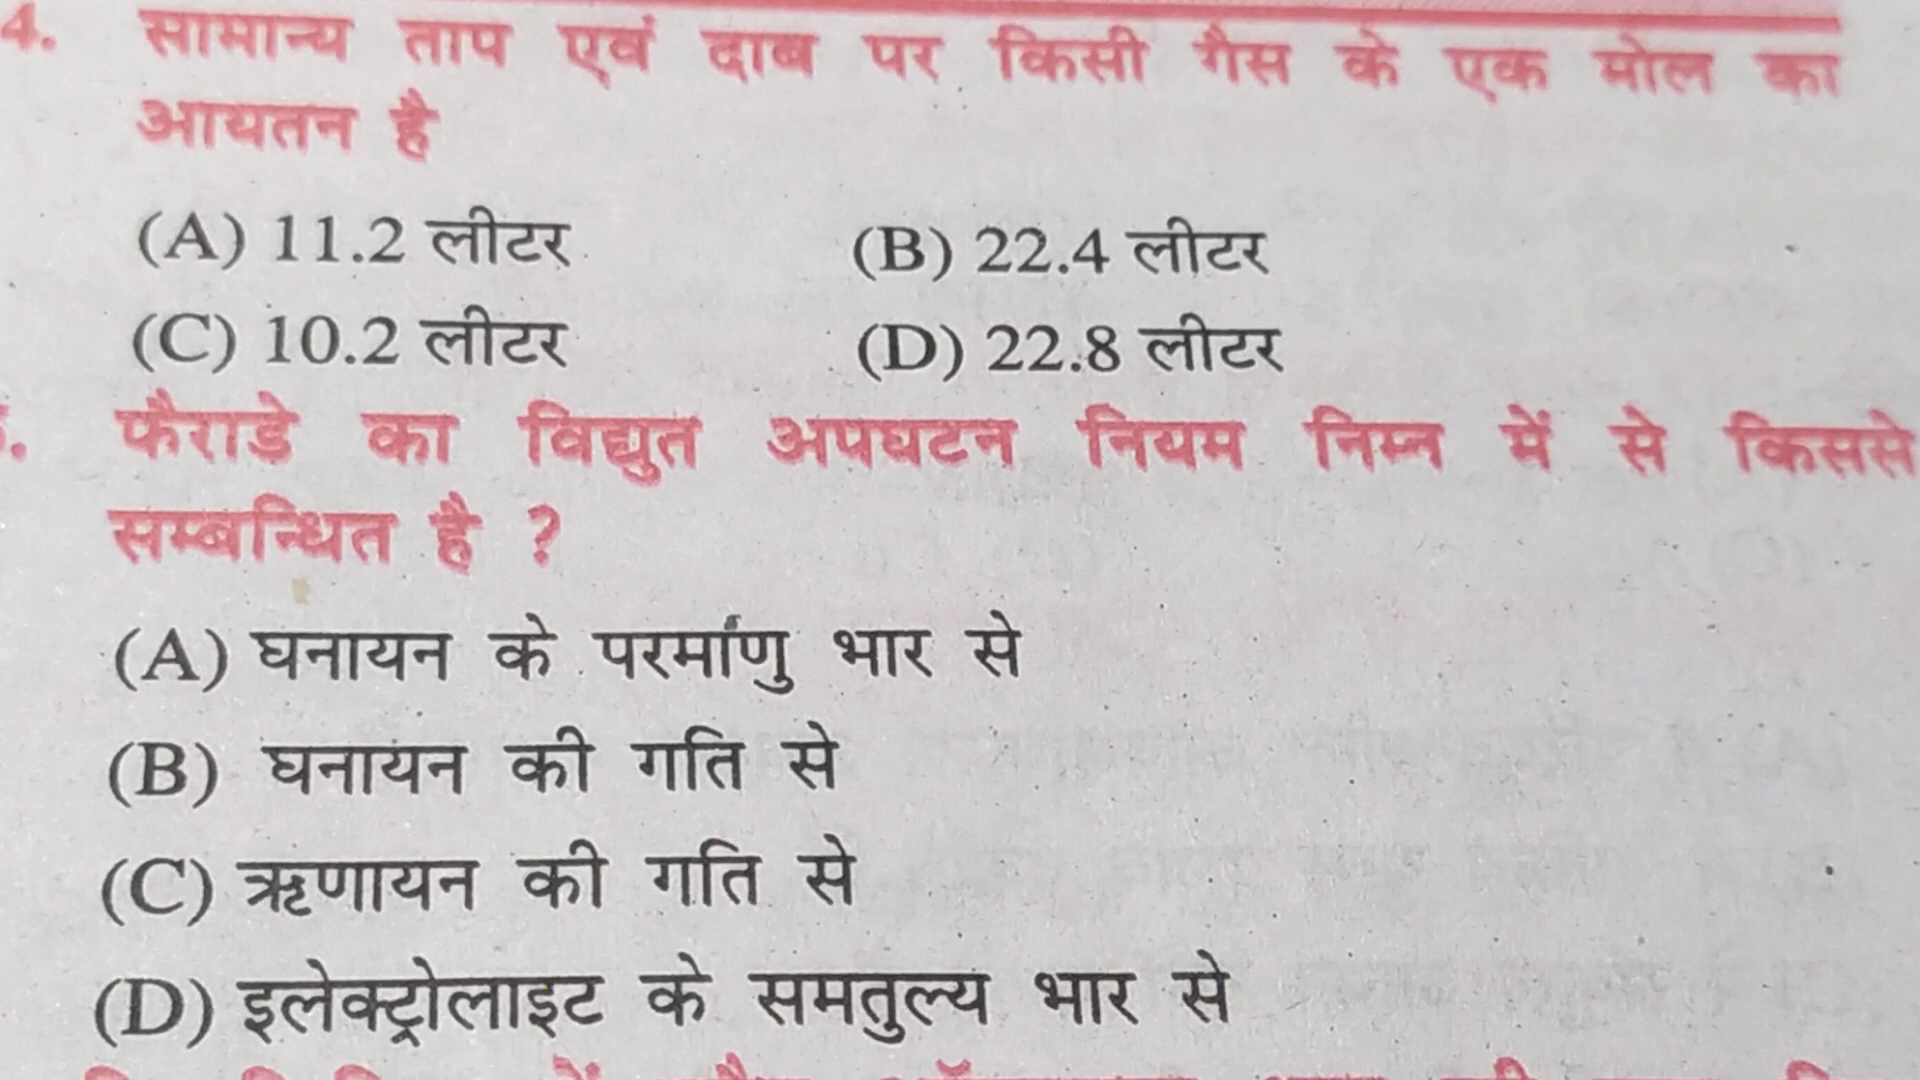 4. सामान्य ताप एवं दाब पर किसी गैस के एक मोल का
आयतन है
(A) 11.2 लीटर (B) 22.4 लीटर
(C) 10.2 लीटर (D) 22.8 लीटर
फैराडे का विद्युत अपघटन नियम निम्न में से किससे
सम्बन्धित है ?
(A) घनायन के परमाणु भार से
(B) घनायन की गति से
(C) ऋणायन की गति से
(D) इलेक्ट्रोलाइट के समतुल्य भार से